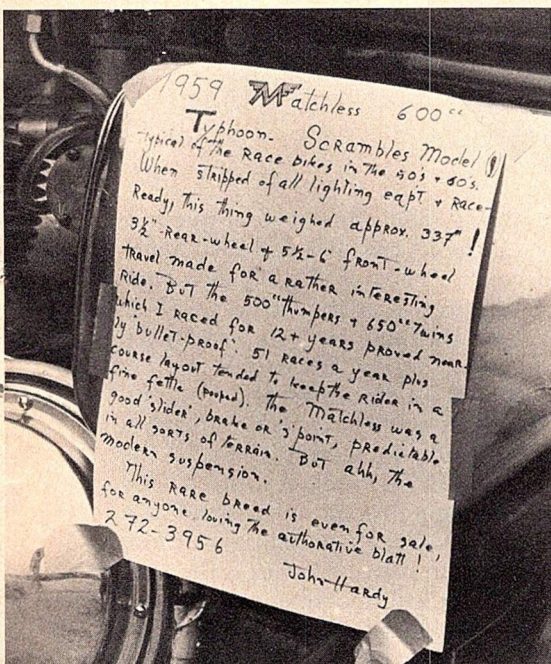 1959 Matchless 600cc
Typhoon- Scrambles Model (!)
Typical of the Race bikes in the 50's + 60's.
When stripped of all lighting eqpt + Race-
Ready, this thing weighed approx. 337# !
3½"-Rear-wheel + 5½-6" front-wheel
travel made for a rather interesting
Ride. But the 500cc thumpers + 650cc Twins
which I raced for 12+ years proved near-
ly bullet-proof. 51 races a year plus
course layout tended to keep the rider in a
fine fettle (pooped). The Matchless was a
good 'slider', brake or 3 point, predictable
in all sorts of terrain. But ahh, the
modern suspension.
This Rare breed is even for sale,
for anyone loving the authorative blatt !
272-3956
John Hardy